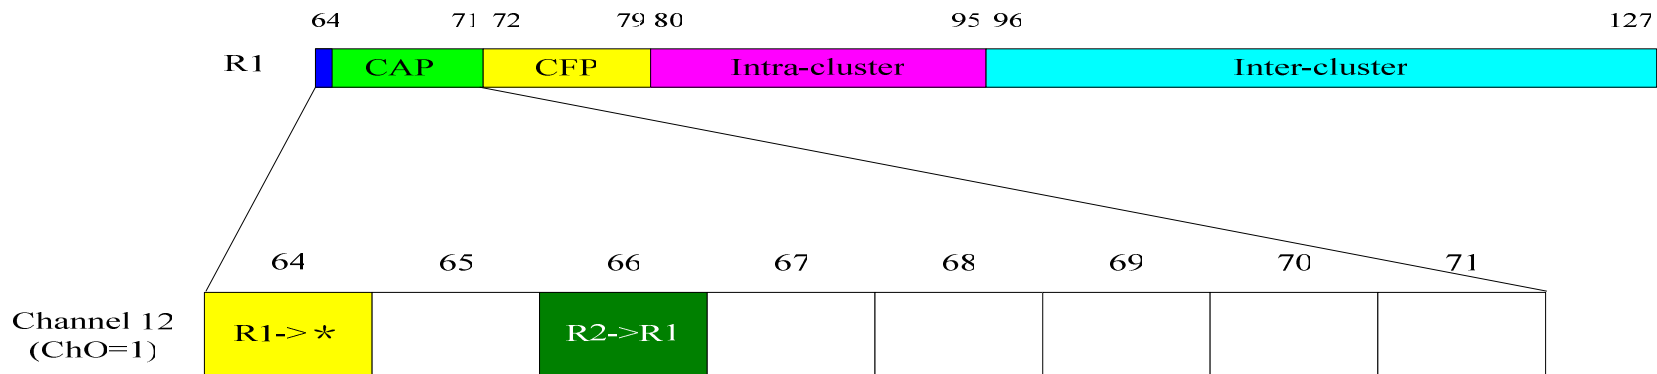 64 71 72 79 80 95 96 127
R1 CAP CFP Intra-cluster Inter-cluster
64 65 66 67 68 69 70 71
Channel 12
(ChO=1)
R1-> * R2->R1